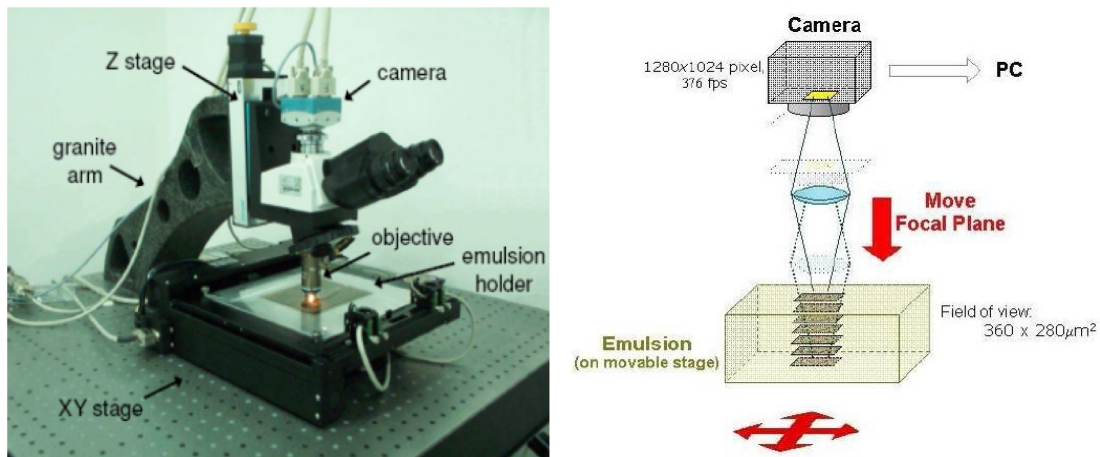 Z stage
camera
granite
arm
objective
emulsion
holder
XY stage
Camera
1280x1024 pixel,
376 fps
PC
Move
Focal Plane
Emulsion
(on movable stage)
Field of view:
360 x 280μm²